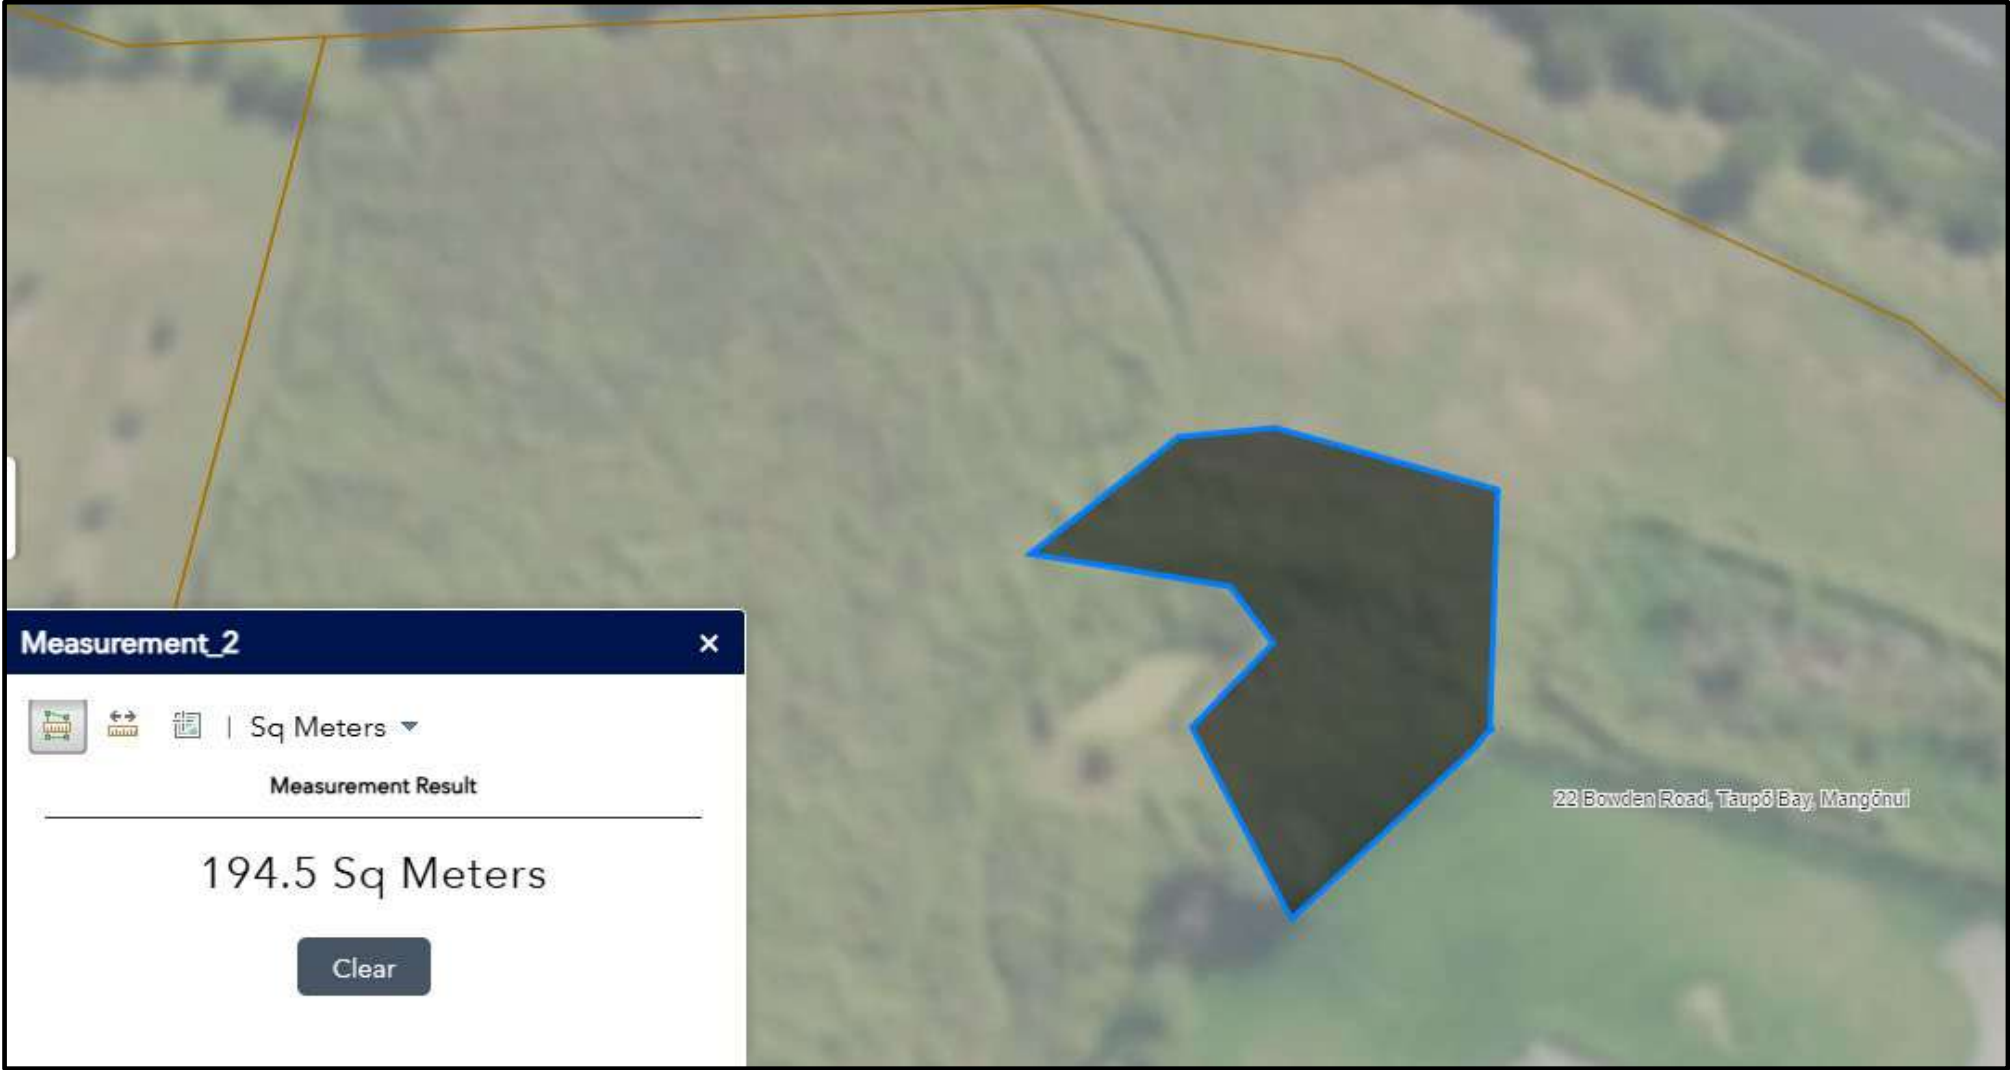 Measurement_2
| Sq Meters
Measurement Result
194.5 Sq Meters
Clear
22 Bowden Road, Taupō Bay, Mangōnui